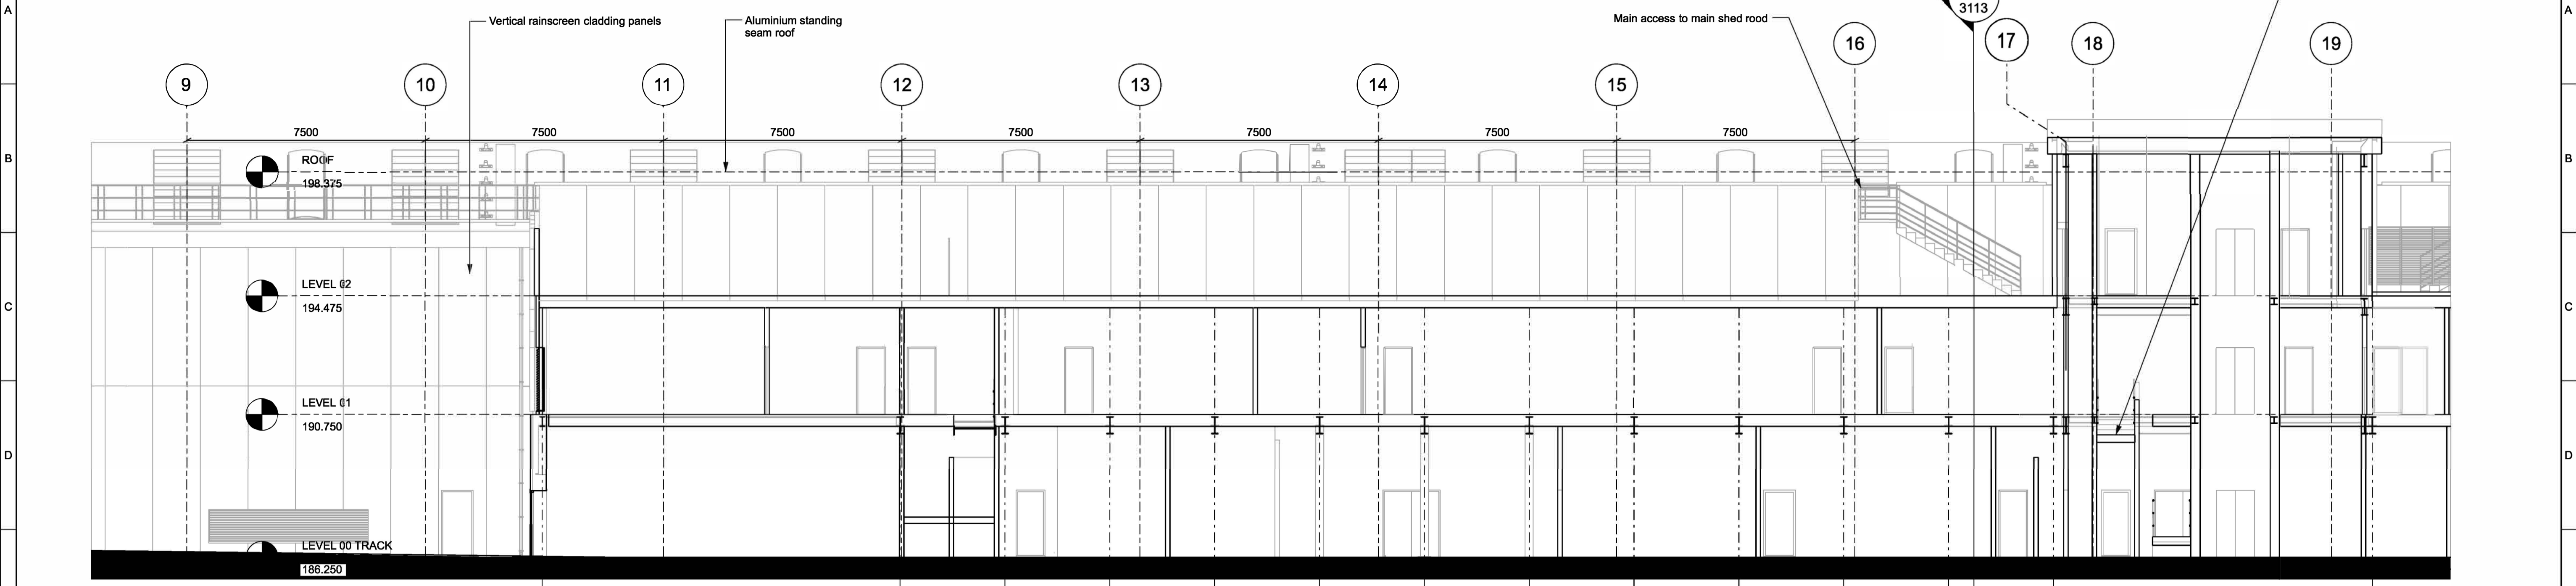 A
A
Vertical rainscreen cladding panels
Aluminium standing
seam roof
Main access to main shed rood
3113
9
10
11
12
13
14
15
16
17
18
19
7500
7500
7500
7500
7500
7500
7500
B
B
ROOF
198.375
LEVEL 02
194.475
C
C
LEVEL 01
190.750
D
D
LEVEL 00 TRACK
186.250